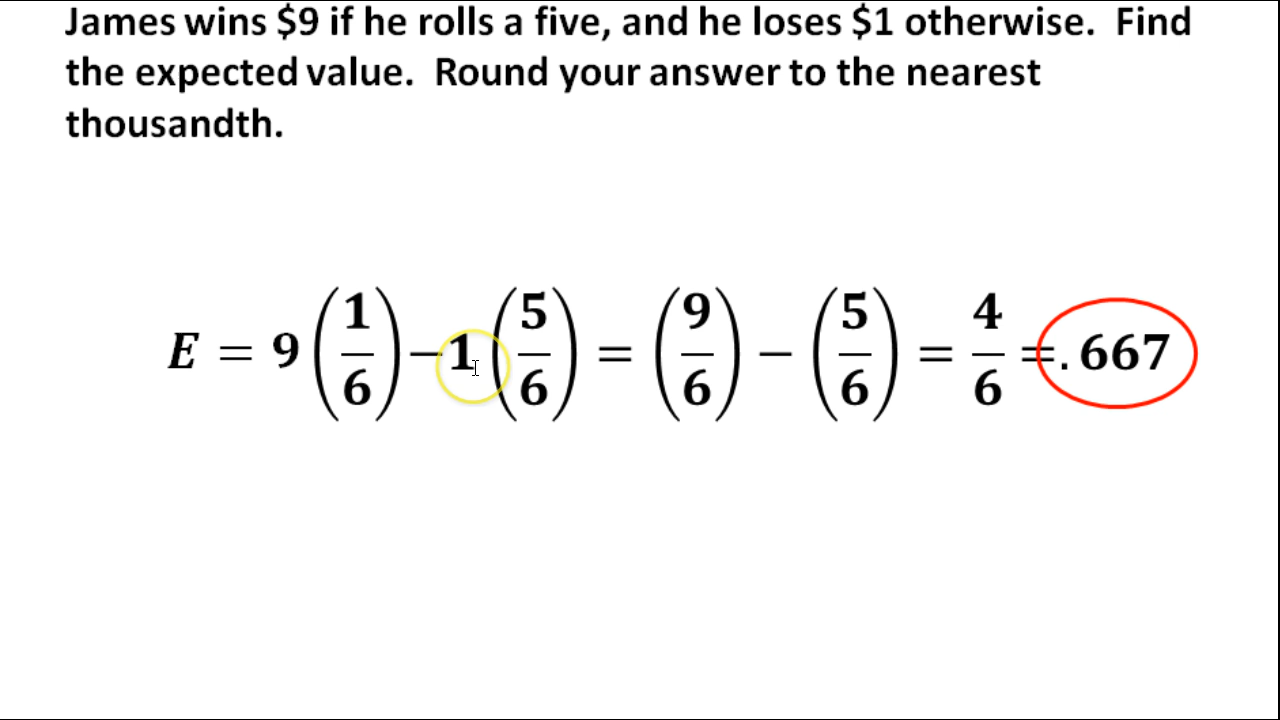 James wins $9 if he rolls a five, and he loses $1 otherwise. Find
the expected value. Round your answer to the nearest
thousandth.
E = 9(1/6) −1(5/6) = (9/6) − (5/6) = 4/6 =.667